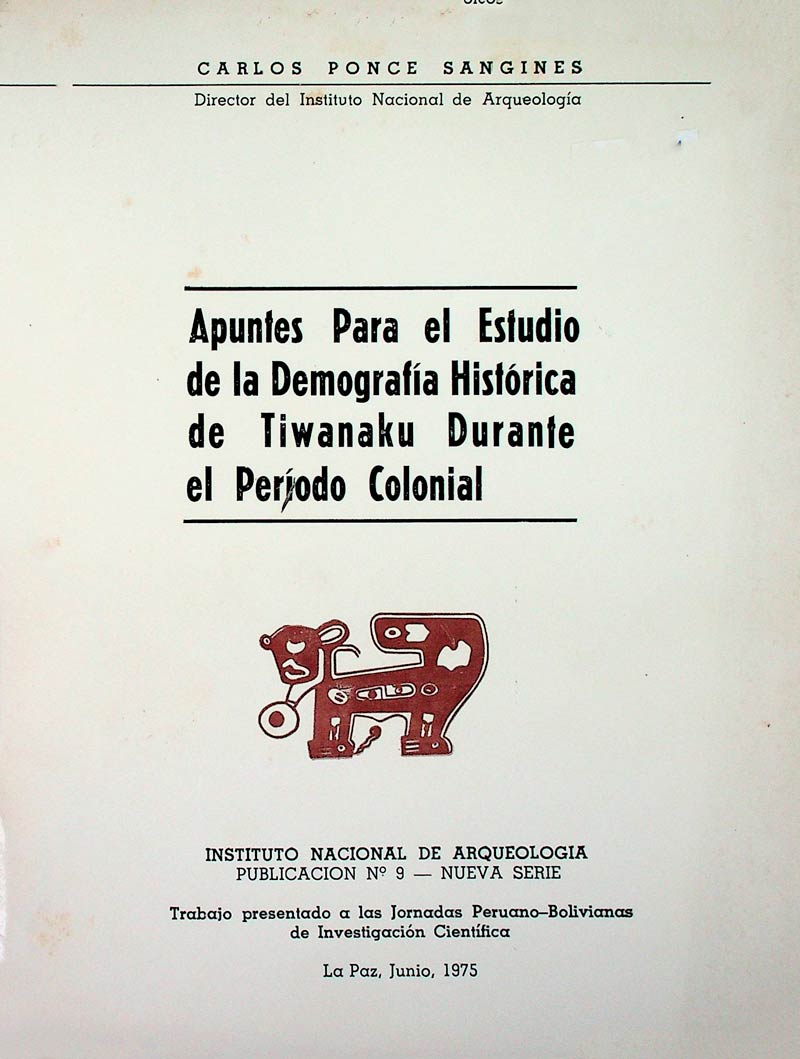 CARLOS PONCE SANGINES
Director del Instituto Nacional de Arqueología
Apuntes Para el Estudio
de la Demografía Histórica
de Tiwanaku Durante
el Período Colonial
INSTITUTO NACIONAL DE ARQUEOLOGIA
PUBLICACION Nº 9 — NUEVA SERIE
Trabajo presentado a las Jornadas Peruano–Bolivianas
de Investigación Científica
La Paz, Junio, 1975